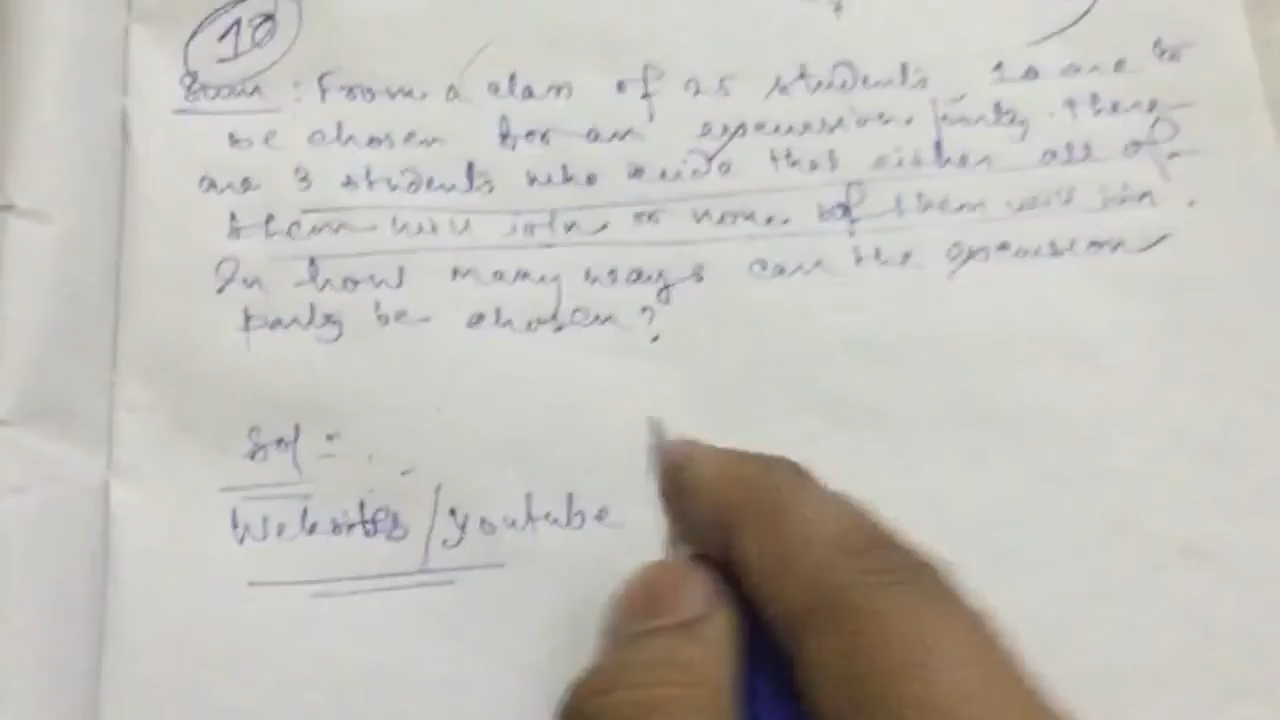 10
From a class of 25 students, 10 are to
be chosen for an excursion party. There
are 3 students who decide that either all of
them will join or none of them will join.
In how many ways can the excursion
party be chosen?
Sol =
Websites/youtube